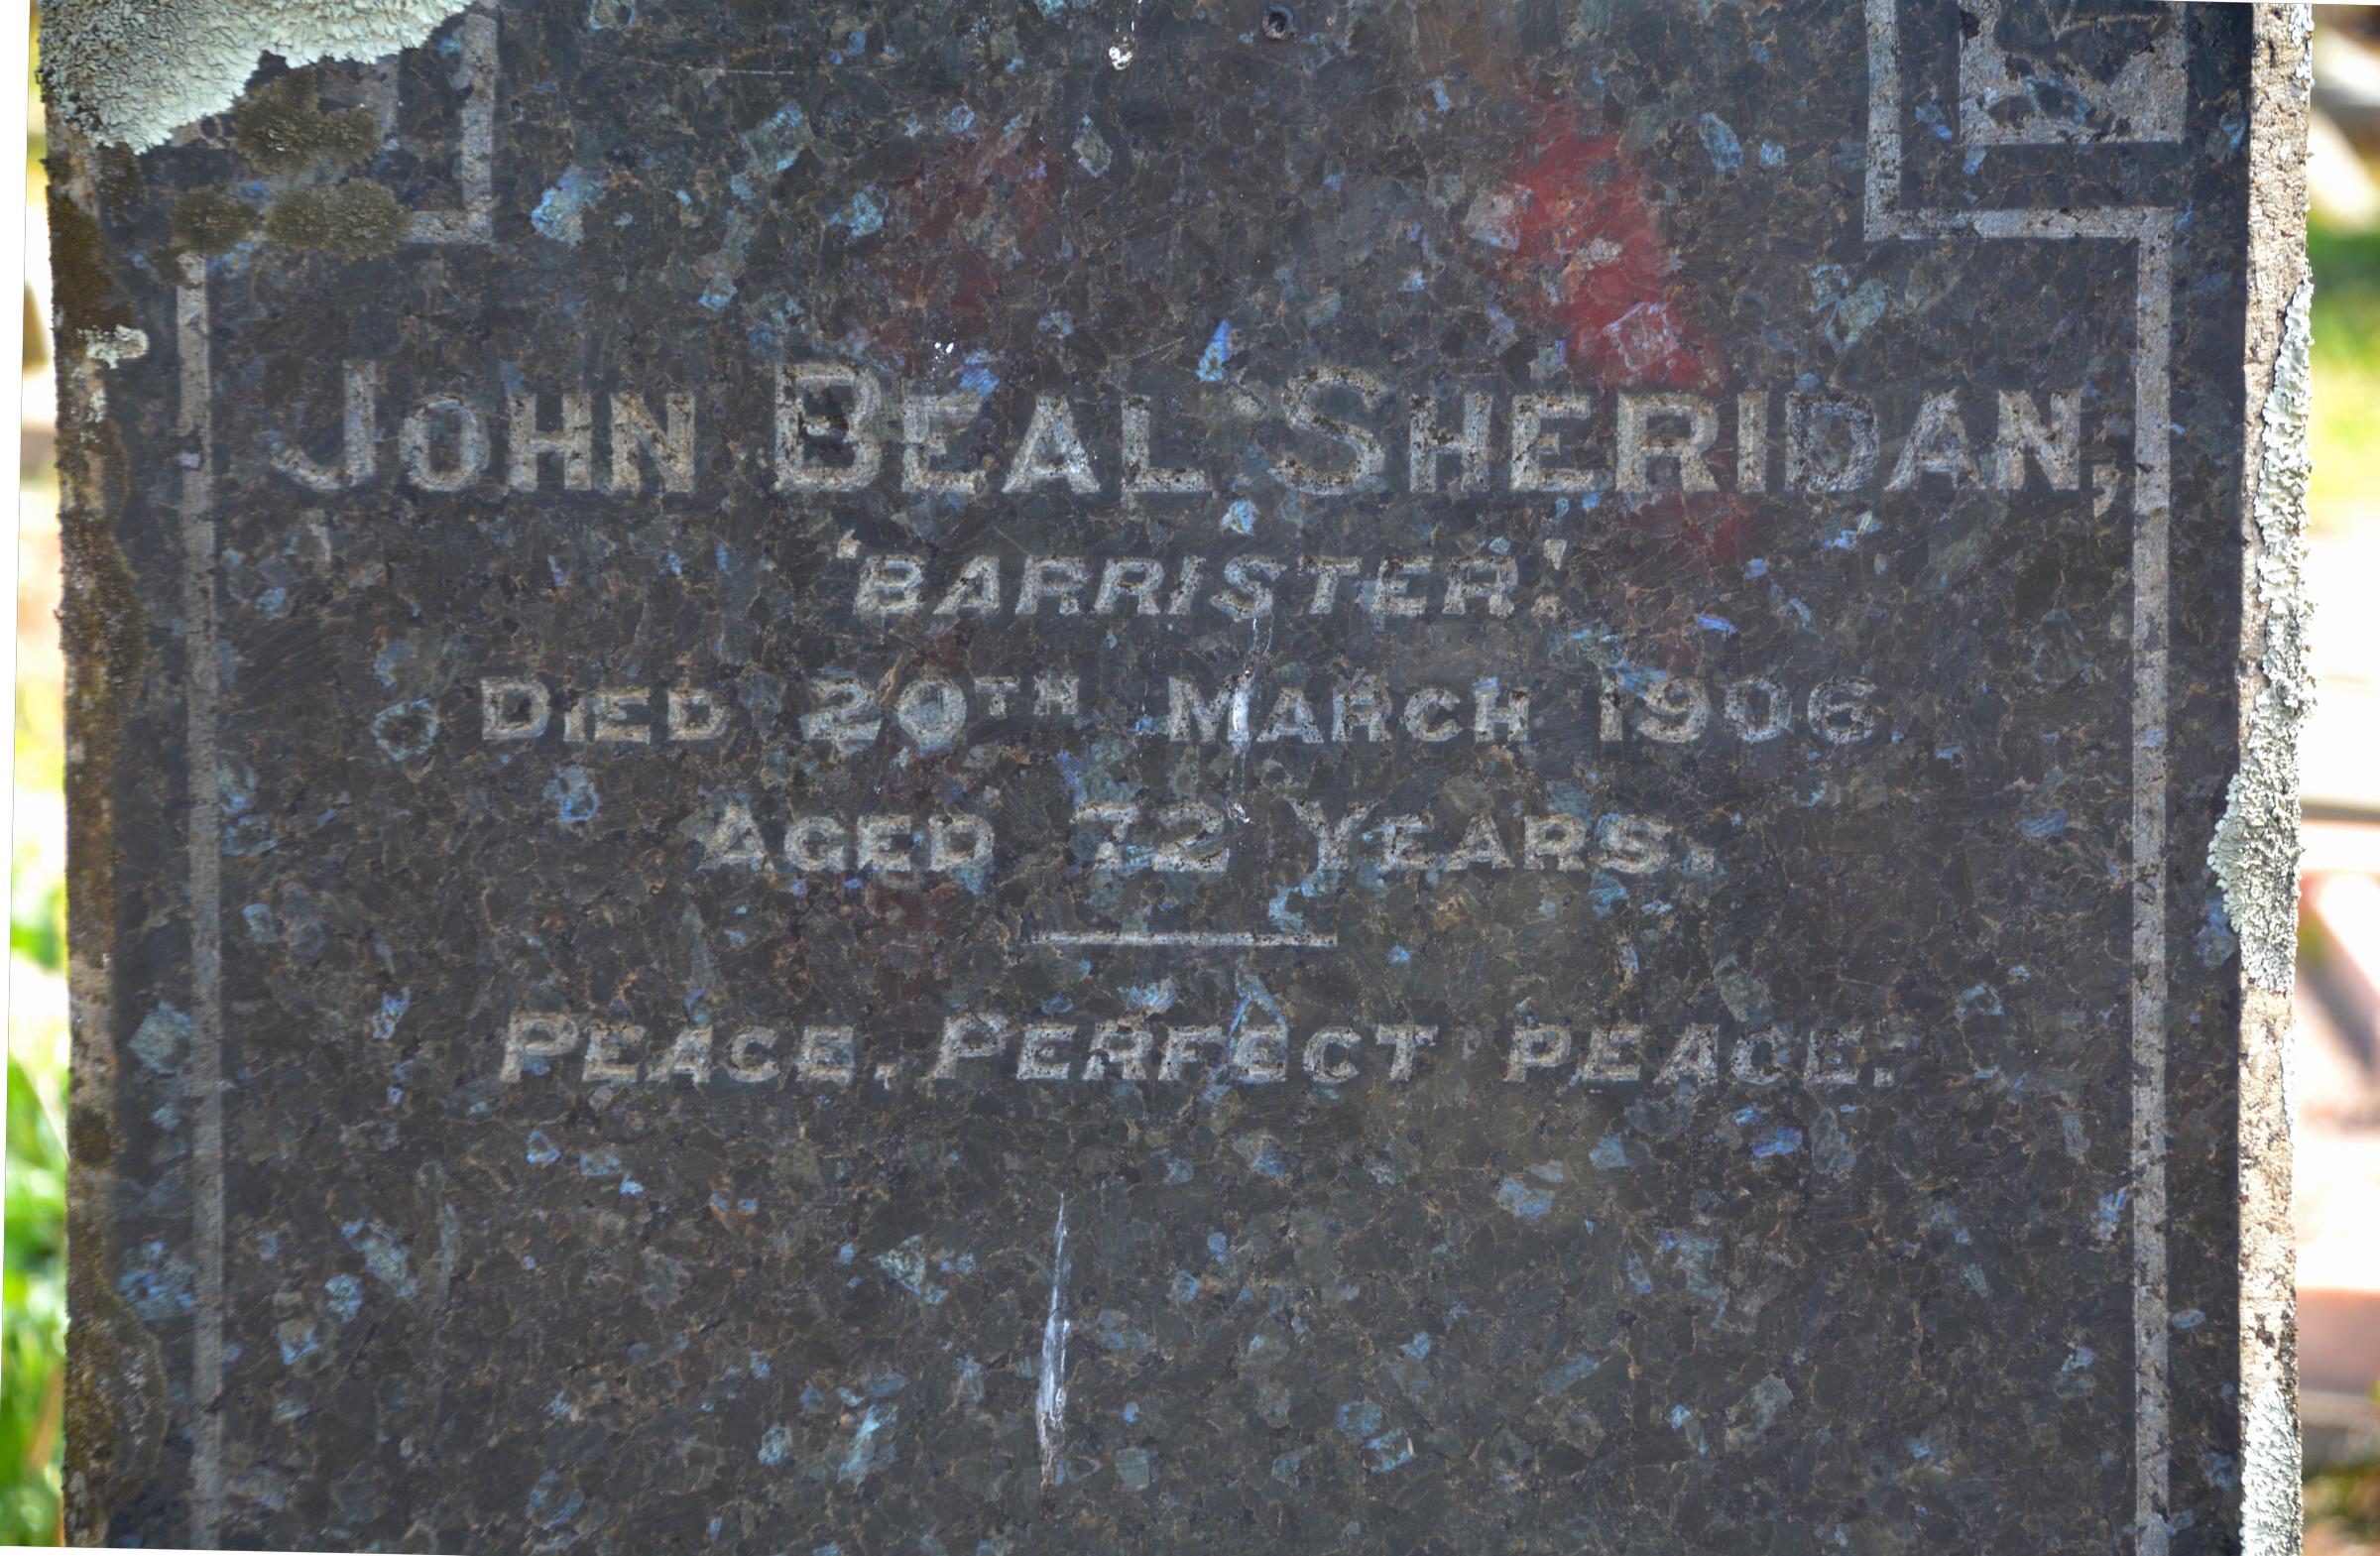 JOHN BEAL SHERIDAN,
'BARRISTER.'
DIED 20TH MARCH 1906.
AGED 72 YEARS.
PEACE, PERFECT PEACE.